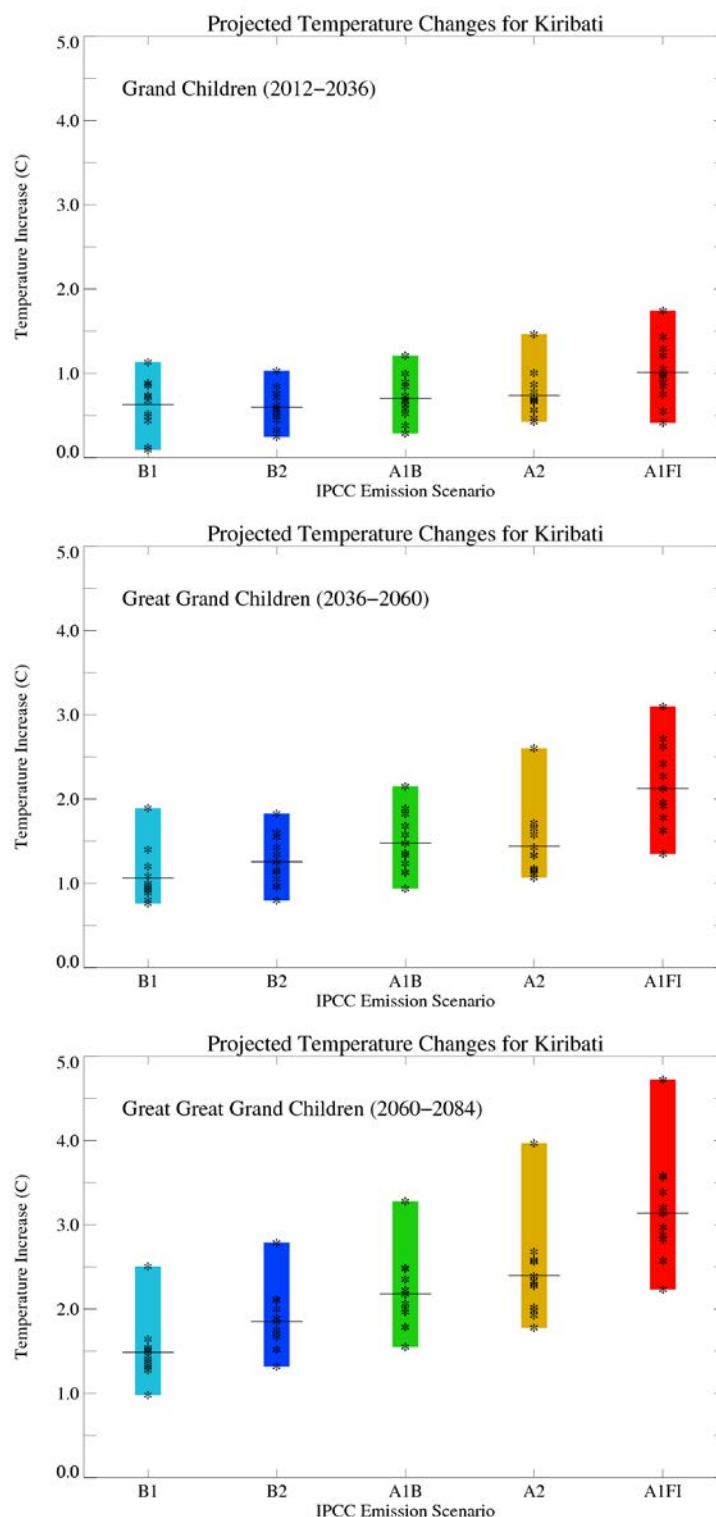 Projected Temperature Changes for Kiribati
5.0
Grand Children (2012−2036)
4.0
3.0
2.0
1.0
0.0
Temperature Increase (C)
B1 B2 A1B A2 A1FI
IPCC Emission Scenario
Projected Temperature Changes for Kiribati
5.0
Great Grand Children (2036−2060)
4.0
3.0
2.0
1.0
0.0
Temperature Increase (C)
B1 B2 A1B A2 A1FI
IPCC Emission Scenario
Projected Temperature Changes for Kiribati
5.0
Great Great Grand Children (2060−2084)
4.0
3.0
2.0
1.0
0.0
Temperature Increase (C)
B1 B2 A1B A2 A1FI
IPCC Emission Scenario